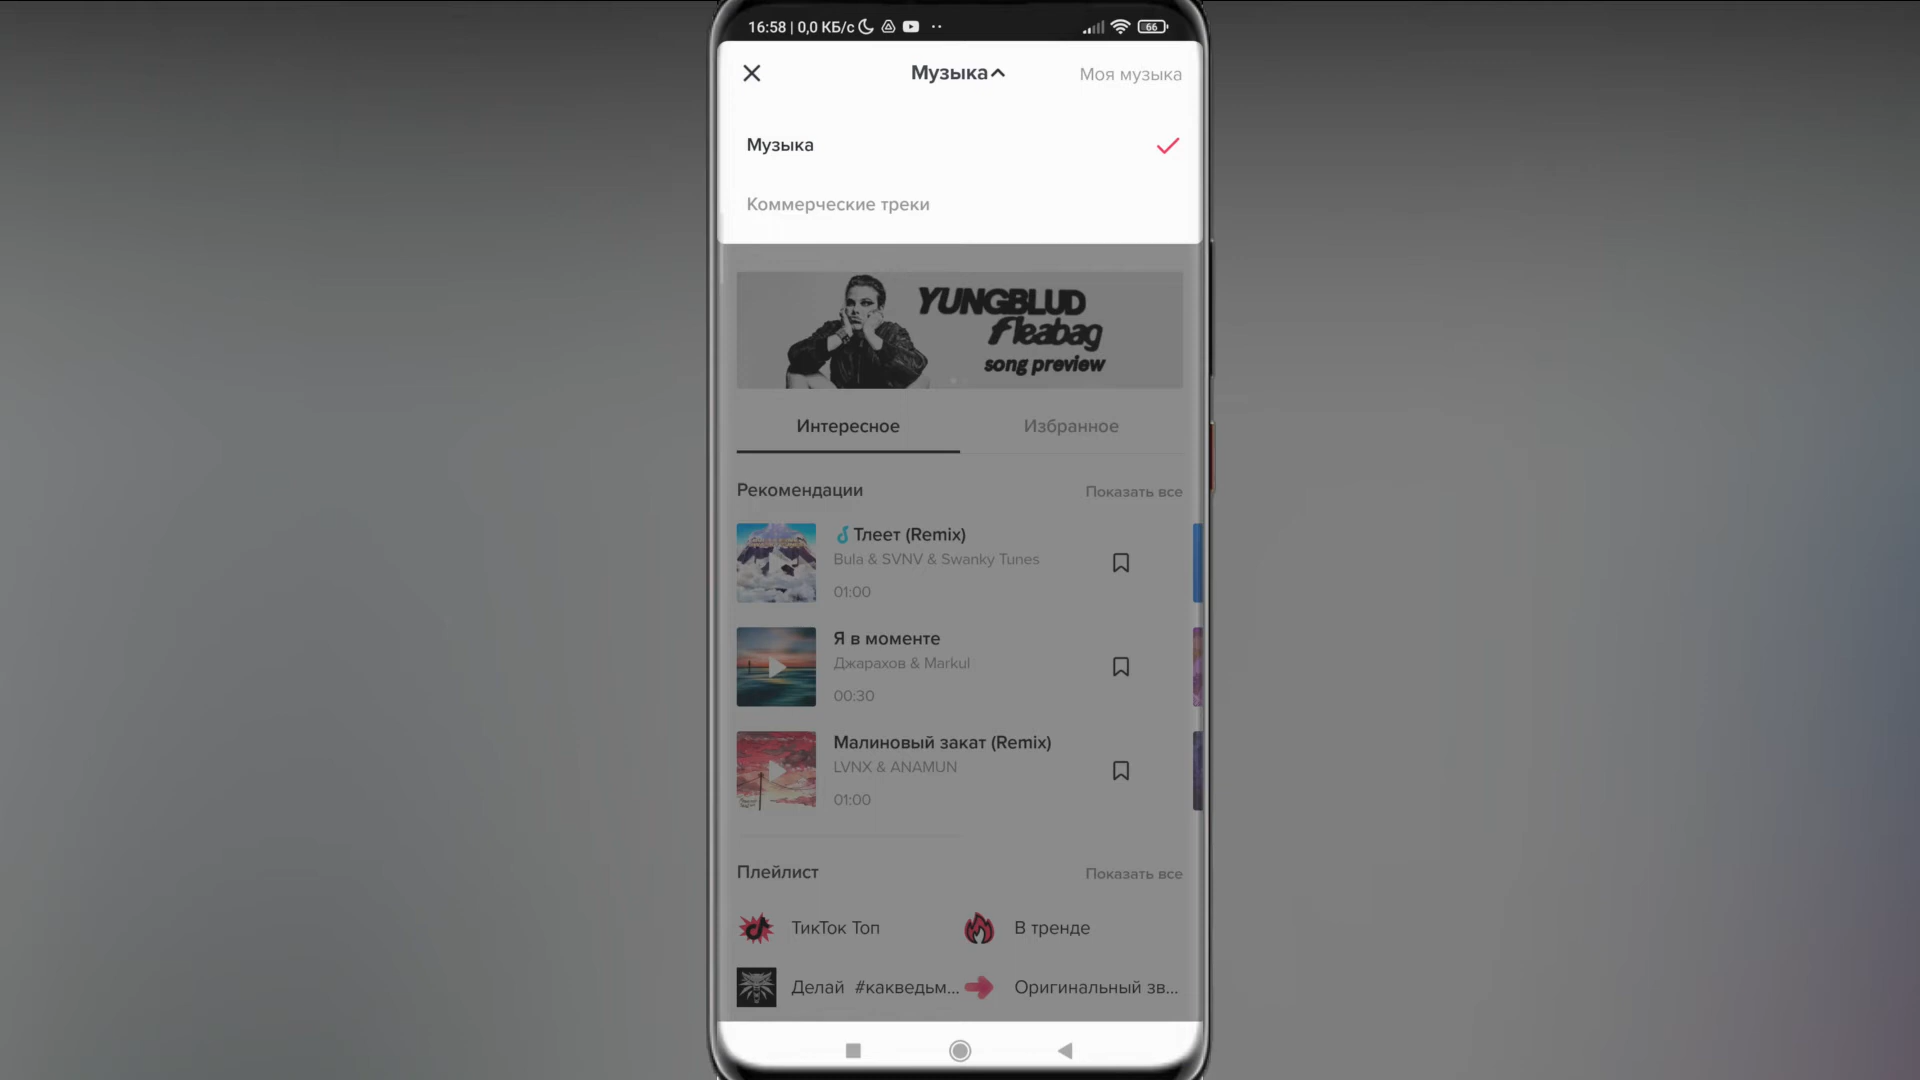 16:58 | 0,0 КБ/с
66
Музыка
Моя музыка
Музыка
Коммерческие треки
YUNGBLUD
fleabag
song preview
Интересное
Избранное
Рекомендации
Показать все
Тлеет (Remix)
Bula & SVNV & Swanky Tunes
01:00
Я в моменте
Джарахов & Markul
00:30
Малиновый закат (Remix)
LVNX & ANAMUN
01:00
Плейлист
Показать все
ТикТок Топ
В тренде
Делай #какведьм...
Оригинальный зв...